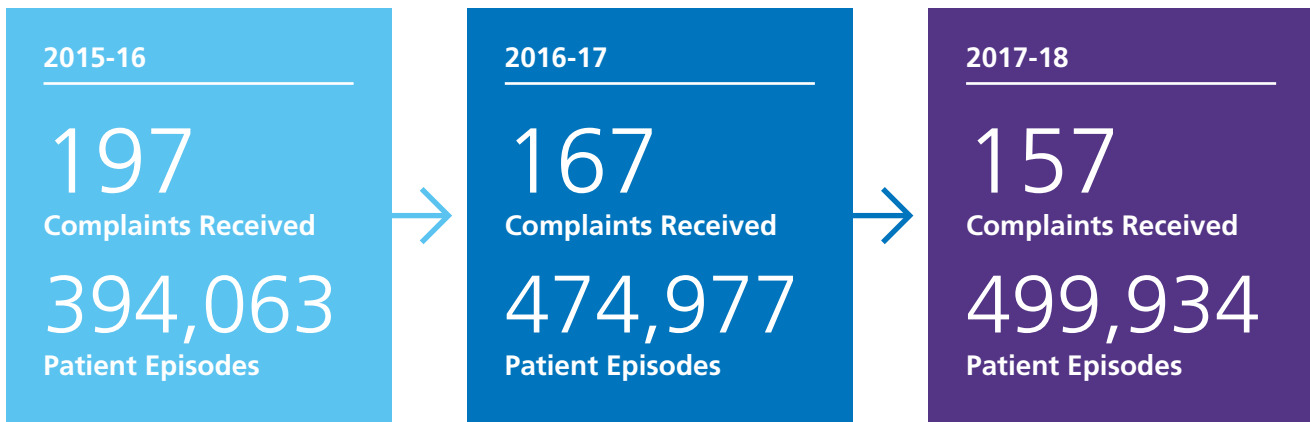 2015-16
197
Complaints Received
394,063
Patient Episodes
2016-17
167
Complaints Received
474,977
Patient Episodes
2017-18
157
Complaints Received
499,934
Patient Episodes